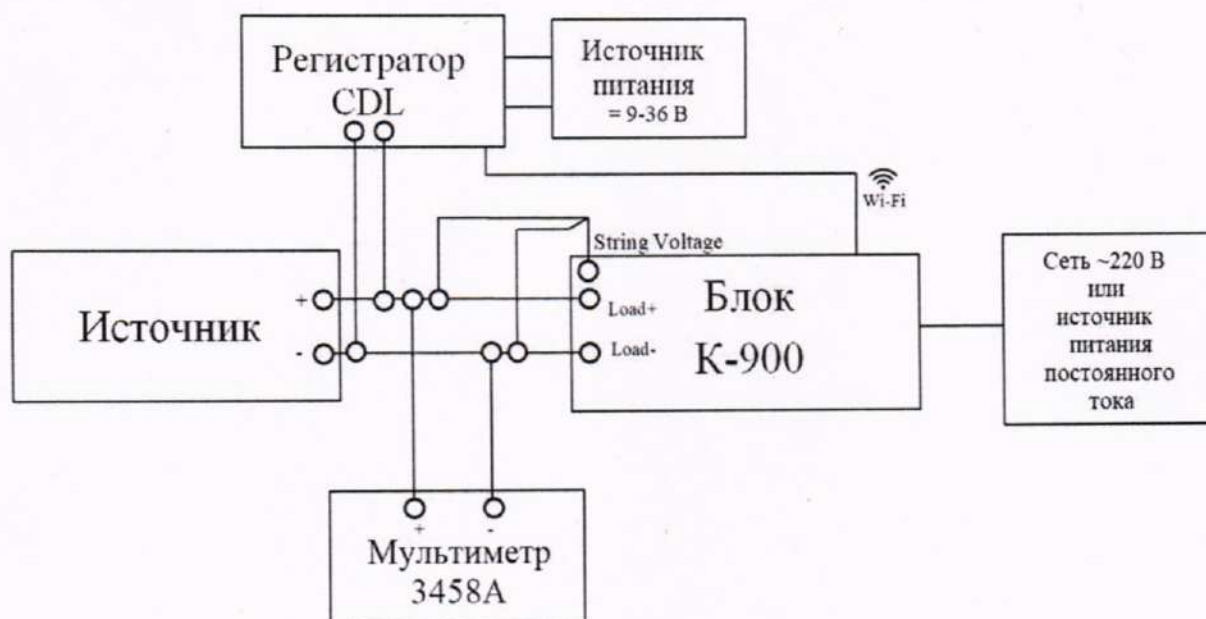 Регистратор
CDL
Источник
питания
= 9-36 В
Wi-Fi
String Voltage
Источник
+
-
Load+
Load-
Блок
К-900
Сеть ~220 В
или
источник
питания
постоянного
тока
+
-
Мультиметр
3458А